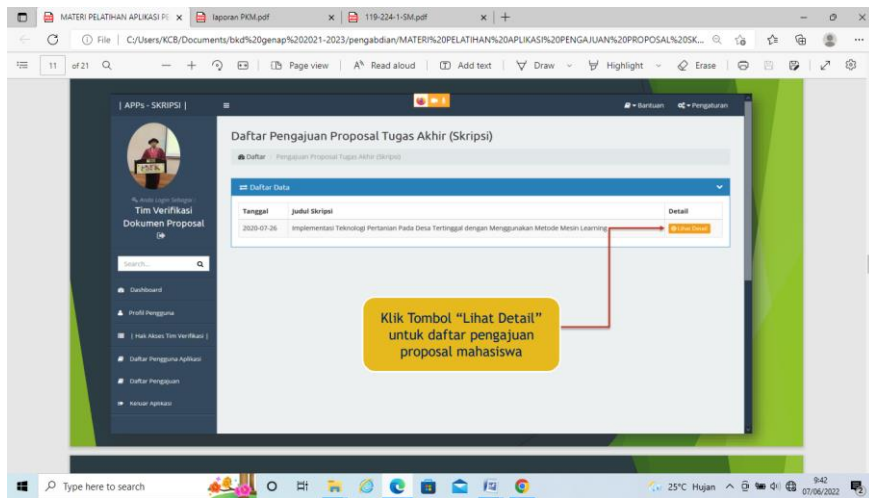 MATERI PELATIHAN APLIKASI PE
laporan PKM.pdf
119-224-1-SM.pdf
File | C:/Users/KCB/Documents/bkd%20genap%202021-2023/pengabdian/MATERI%20PELATIHAN%20APLIKASI%20PENGAJUAN%20PROPOSAL%20SK...
11 of 21
Page view
Read aloud
Add text
Draw
Highlight
Erase
| APPs - SKRIPSI |
Bantuan
Pengaturan
Daftar Pengajuan Proposal Tugas Akhir (Skripsi)
Daftar / Pengajuan Proposal Tugas Akhir (Skripsi)
Anda Login Sebagai :
Tim Verifikasi
Dokumen Proposal
Search...
Dashboard
Profil Pengguna
| Hak Akses Tim Verifikasi |
Daftar Pengguna Aplikasi
Daftar Pengajuan
Keluar Aplikasi
Daftar Data
Tanggal Judul Skripsi Detail
2020-07-26 Implementasi Teknologi Pertanian Pada Desa Tertinggal dengan Menggunakan Metode Mesin Learning Lihat Detail
Klik Tombol “Lihat Detail”
untuk daftar pengajuan
proposal mahasiswa
Type here to search
25°C Hujan
9:42
07/06/2022